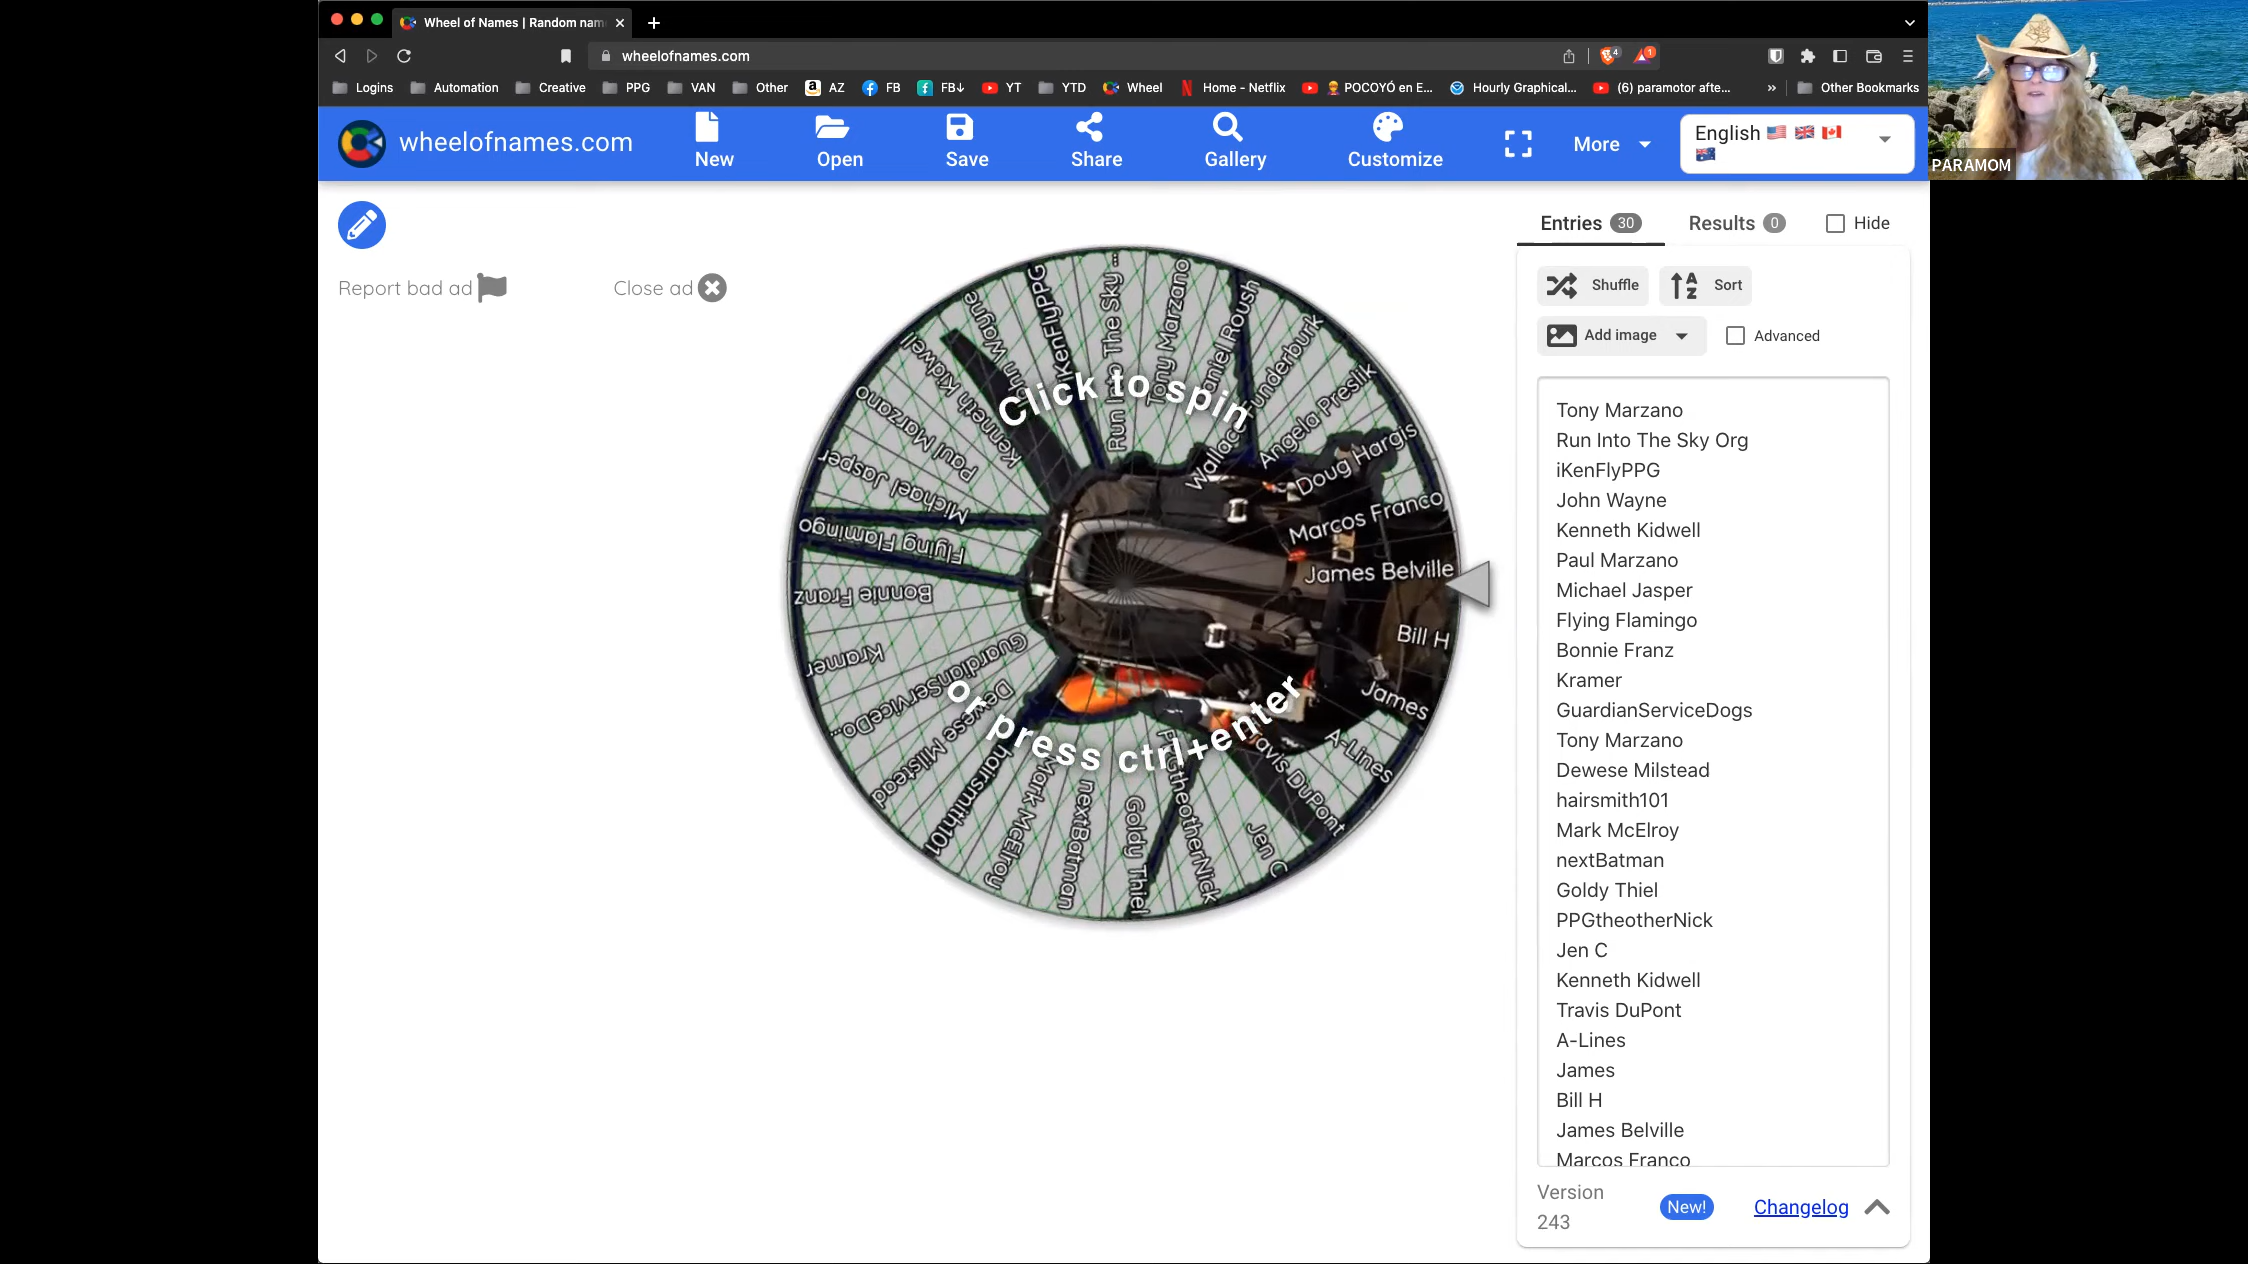 Wheel of Names | Random nam
wheelofnames.com
4
1
Logins Automation Creative PPG VAN Other AZ FB FB↓ YT YTD Wheel Home - Netflix POCOYÓ en E... Hourly Graphical... (6) paramotor afte... » Other Bookmarks
PARAMOM
wheelofnames.com New Open Save Share Gallery Customize More English
Report bad ad Close ad
Entries 30 Results 0 Hide
Shuffle Sort
Add image Advanced
Click to spin
or press ctrl+enter
Run Into The Sky ...
Tony Marzano
Daniel Roush
Wallace Funderburk
Angela Preslik
Doug Hargis
Marcos Franco
James Belville
Bill H
James
A-Lines
Travis DuPont
Jen C
PPGtheotherNick
Goldy Thiel
nextBatman
Mark McElroy
hairsmith101
Dewese Milstead
GuardianServiceDo...
Kramer
Bonnie Franz
Flying Flamingo
Michael Jasper
Paul Marzano
Kenneth Kidwell
John Wayne
iKenFlyPPG
Tony Marzano
Run Into The Sky Org
iKenFlyPPG
John Wayne
Kenneth Kidwell
Paul Marzano
Michael Jasper
Flying Flamingo
Bonnie Franz
Kramer
GuardianServiceDogs
Tony Marzano
Dewese Milstead
hairsmith101
Mark McElroy
nextBatman
Goldy Thiel
PPGtheotherNick
Jen C
Kenneth Kidwell
Travis DuPont
A-Lines
James
Bill H
James Belville
Marcos Franco
Version
243
New!
Changelog